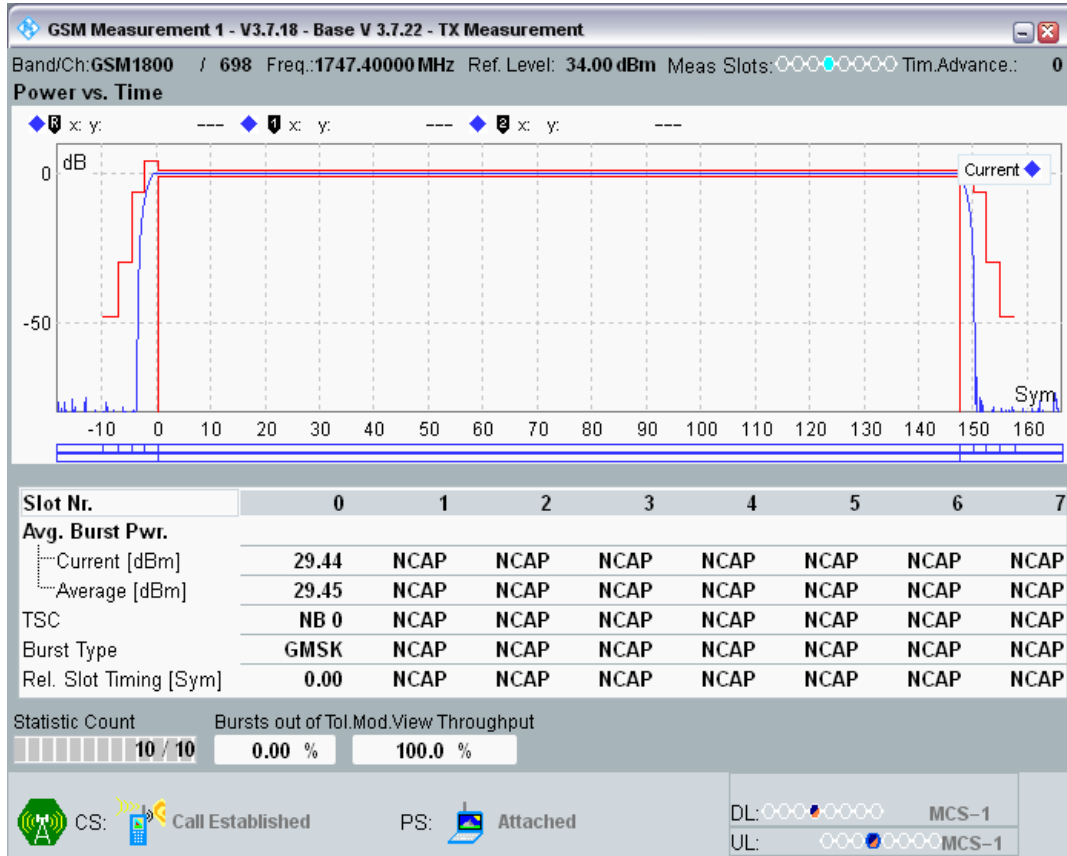 GSM Measurement 1 - V3.7.18 - Base V 3.7.22 - TX Measurement
Band/Ch:GSM1800 / 698 Freq.:1747.40000 MHz Ref. Level: 34.00 dBm Meas Slots: Tim.Advance.: 0
Power vs. Time
R x: y: --- 1 x: y: --- 2 x: y: ---
dB
Current
0
-50
Sym
-10 0 10 20 30 40 50 60 70 80 90 100 110 120 130 140 150 160
Slot Nr. 0 1 2 3 4 5 6 7
Avg. Burst Pwr.
Current [dBm] 29.44 NCAP NCAP NCAP NCAP NCAP NCAP NCAP
Average [dBm] 29.45 NCAP NCAP NCAP NCAP NCAP NCAP NCAP
TSC NB 0 NCAP NCAP NCAP NCAP NCAP NCAP NCAP
Burst Type GMSK NCAP NCAP NCAP NCAP NCAP NCAP NCAP
Rel. Slot Timing [Sym] 0.00 NCAP NCAP NCAP NCAP NCAP NCAP NCAP
Statistic Count Bursts out of Tol. Mod.View Throughput
10 / 10 0.00 % 100.0 %
CS: Call Established PS: Attached
DL: MCS-1
UL: MCS-1